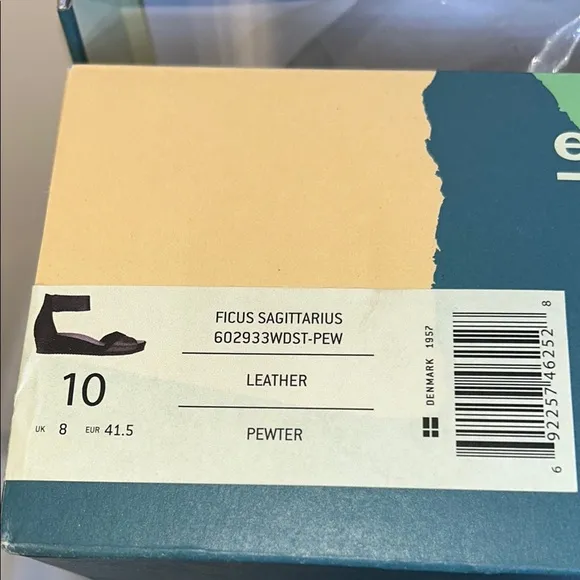 FICUS SAGITTARIUS
602933WDST-PEW
LEATHER
PEWTER
10
UK 8 EUR 41.5
DENMARK 1957
6 92257 46252 8